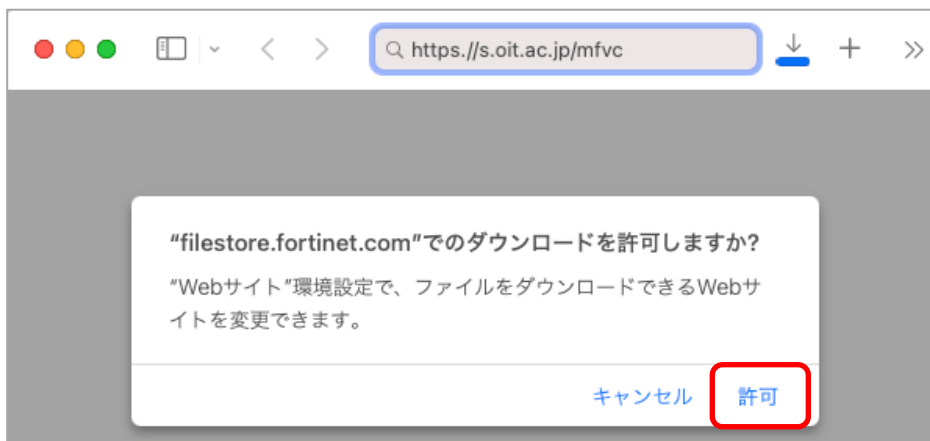 https://s.oit.ac.jp/mfvc
“filestore.fortinet.com”でのダウンロードを許可しますか?
“Webサイト”環境設定で、ファイルをダウンロードできるWebサ
イトを変更できます。
キャンセル 許可